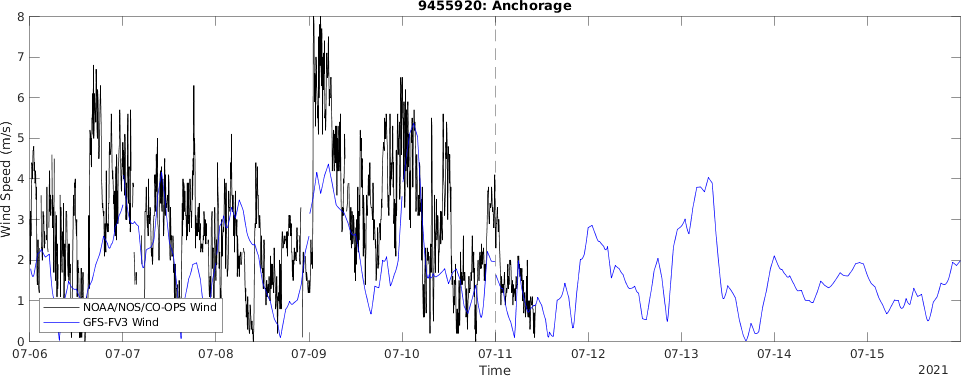 9455920: Anchorage
8
7
6
5
4
3
2
1
0
Wind Speed (m/s)
NOAA/NOS/CO-OPS Wind
GFS-FV3 Wind
07-06 07-07 07-08 07-09 07-10 07-11 07-12 07-13 07-14 07-15
Time
2021